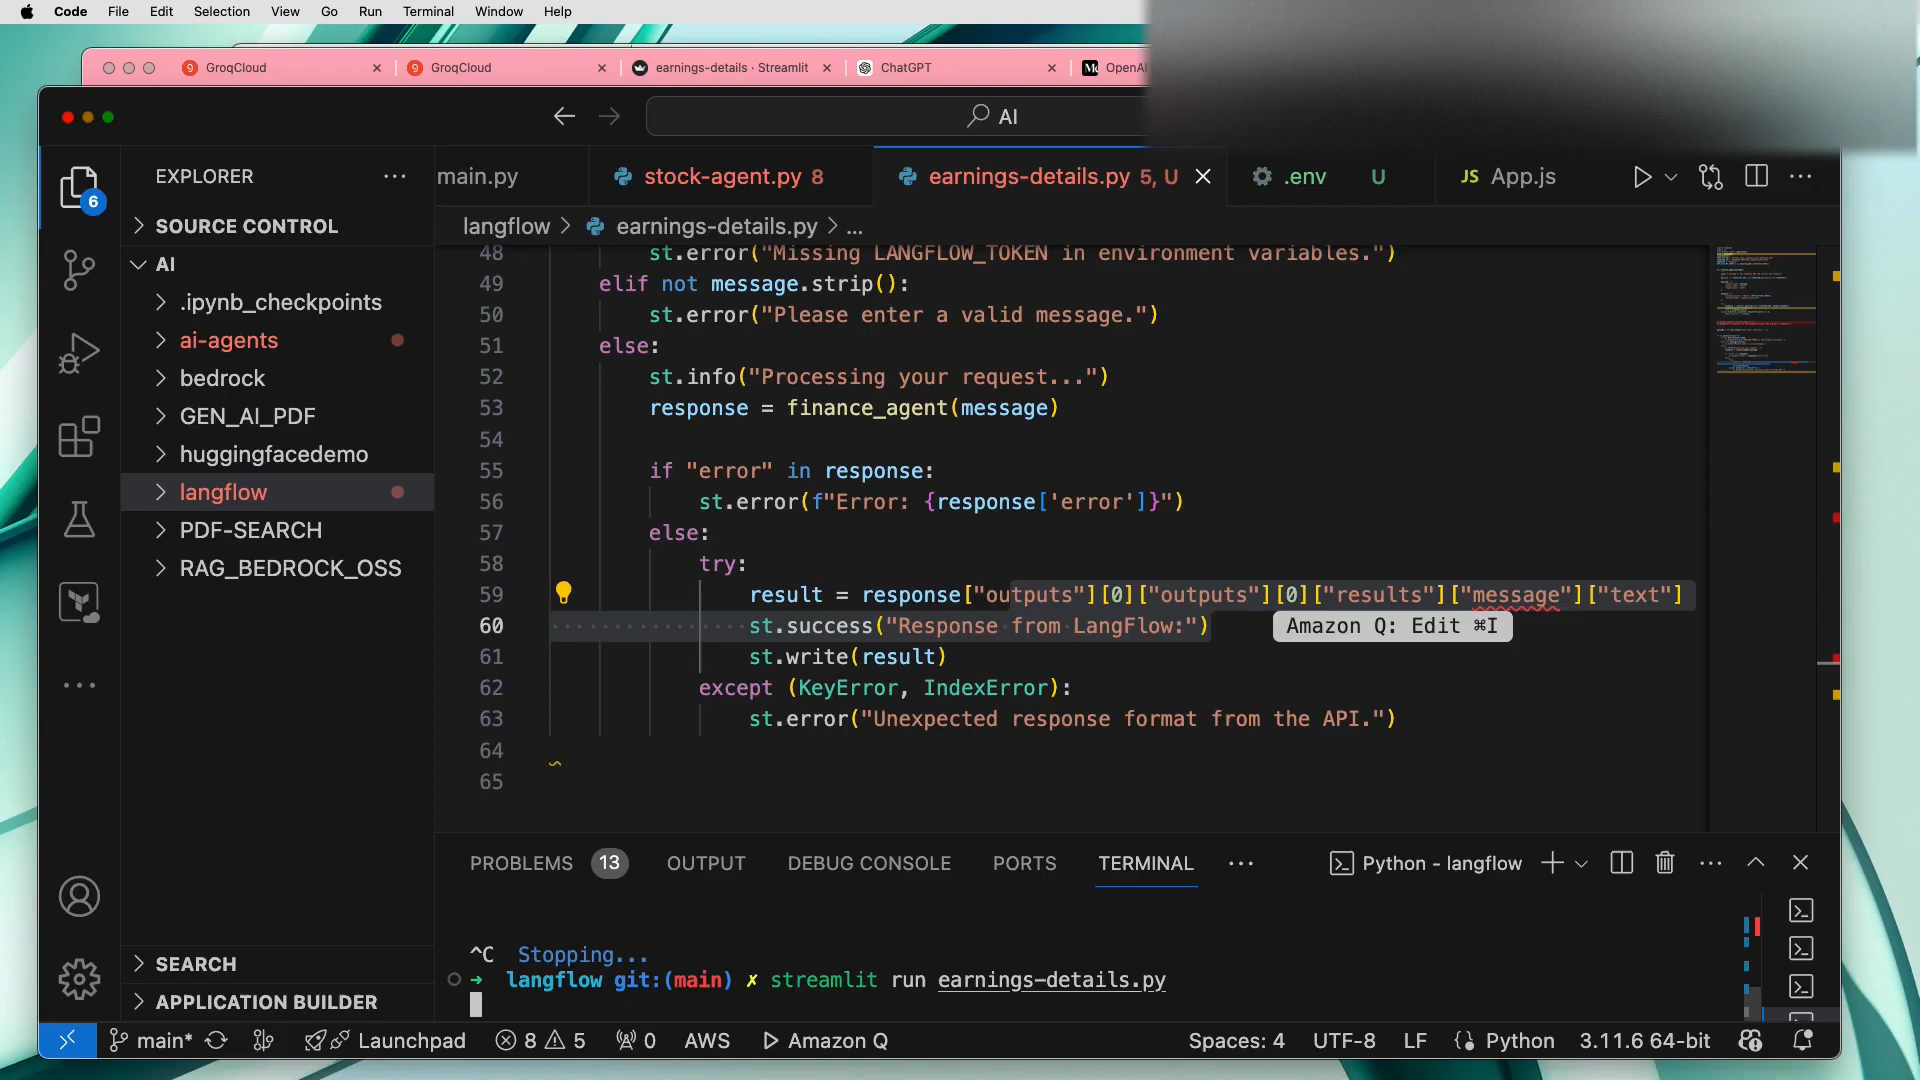 Code File Edit Selection View Go Run Terminal Window Help
GroqCloud GroqCloud earnings-details · Streamlit ChatGPT OpenAI
AI
EXPLORER
main.py stock-agent.py 8 earnings-details.py 5, U .env U JS App.js
6
SOURCE CONTROL
langflow > earnings-details.py > ...
AI
.ipynb_checkpoints
ai-agents
bedrock
GEN_AI_PDF
huggingfacedemo
langflow
PDF-SEARCH
RAG_BEDROCK_OSS
SEARCH
APPLICATION BUILDER
48 st.error("Missing LANGFLOW_TOKEN in environment variables.")
49 elif not message.strip():
50 st.error("Please enter a valid message.")
51 else:
52 st.info("Processing your request...")
53 response = finance_agent(message)
54
55 if "error" in response:
56 st.error(f"Error: {response['error']}")
57 else:
58 try:
59 result = response["outputs"][0]["outputs"][0]["results"]["message"]["text"]
60 st.success("Response from LangFlow:") Amazon Q: Edit ⌘I
61 st.write(result)
62 except (KeyError, IndexError):
63 st.error("Unexpected response format from the API.")
64
65
PROBLEMS 13 OUTPUT DEBUG CONSOLE PORTS TERMINAL Python - langflow
^C Stopping...
➜ langflow git:(main) ✗ streamlit run earnings-details.py
main* Launchpad 8 5 0 AWS Amazon Q Spaces: 4 UTF-8 LF Python 3.11.6 64-bit